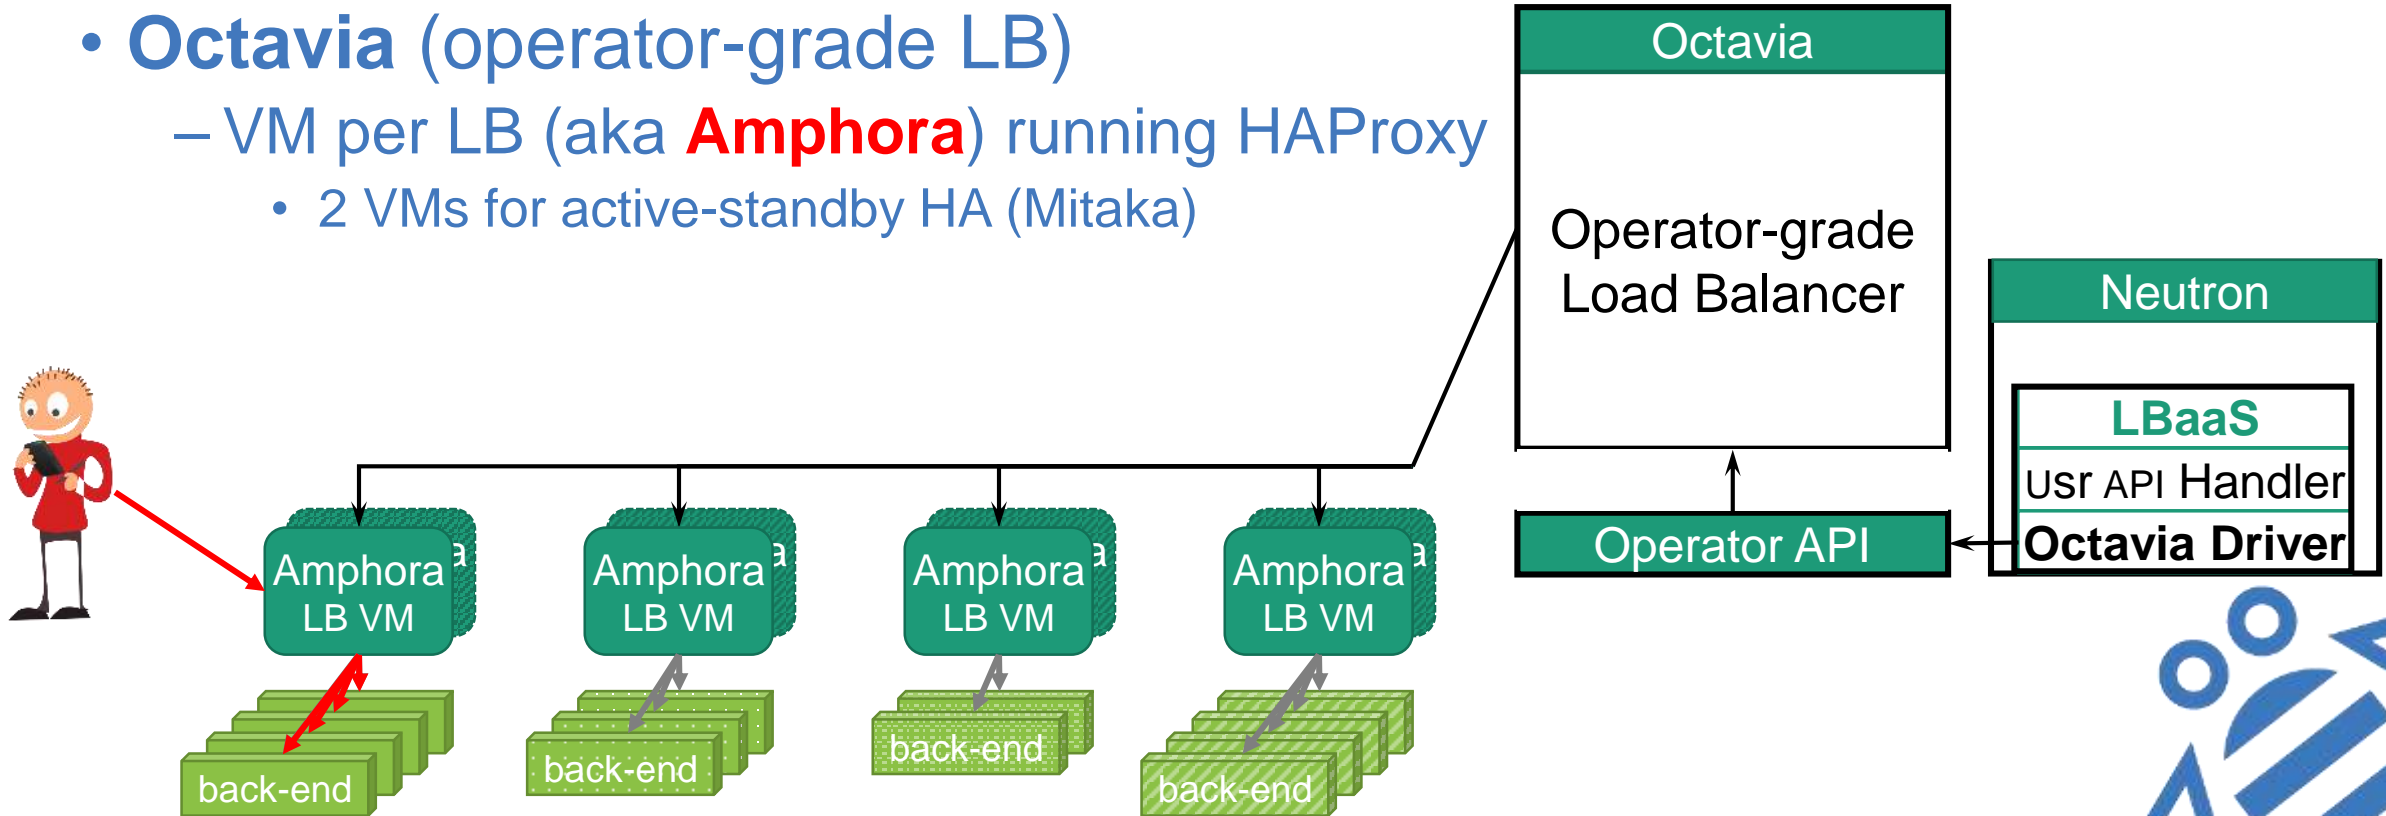 • Octavia (operator-grade LB)
– VM per LB (aka Amphora) running HAProxy
• 2 VMs for active-standby HA (Mitaka)
Octavia
Operator-grade
Load Balancer
Operator API
Neutron
LBaaS
Usr API Handler
Octavia Driver
Amphora
LB VM
a
Amphora
LB VM
a
Amphora
LB VM
a
Amphora
LB VM
a
back-end
back-end
back-end
back-end